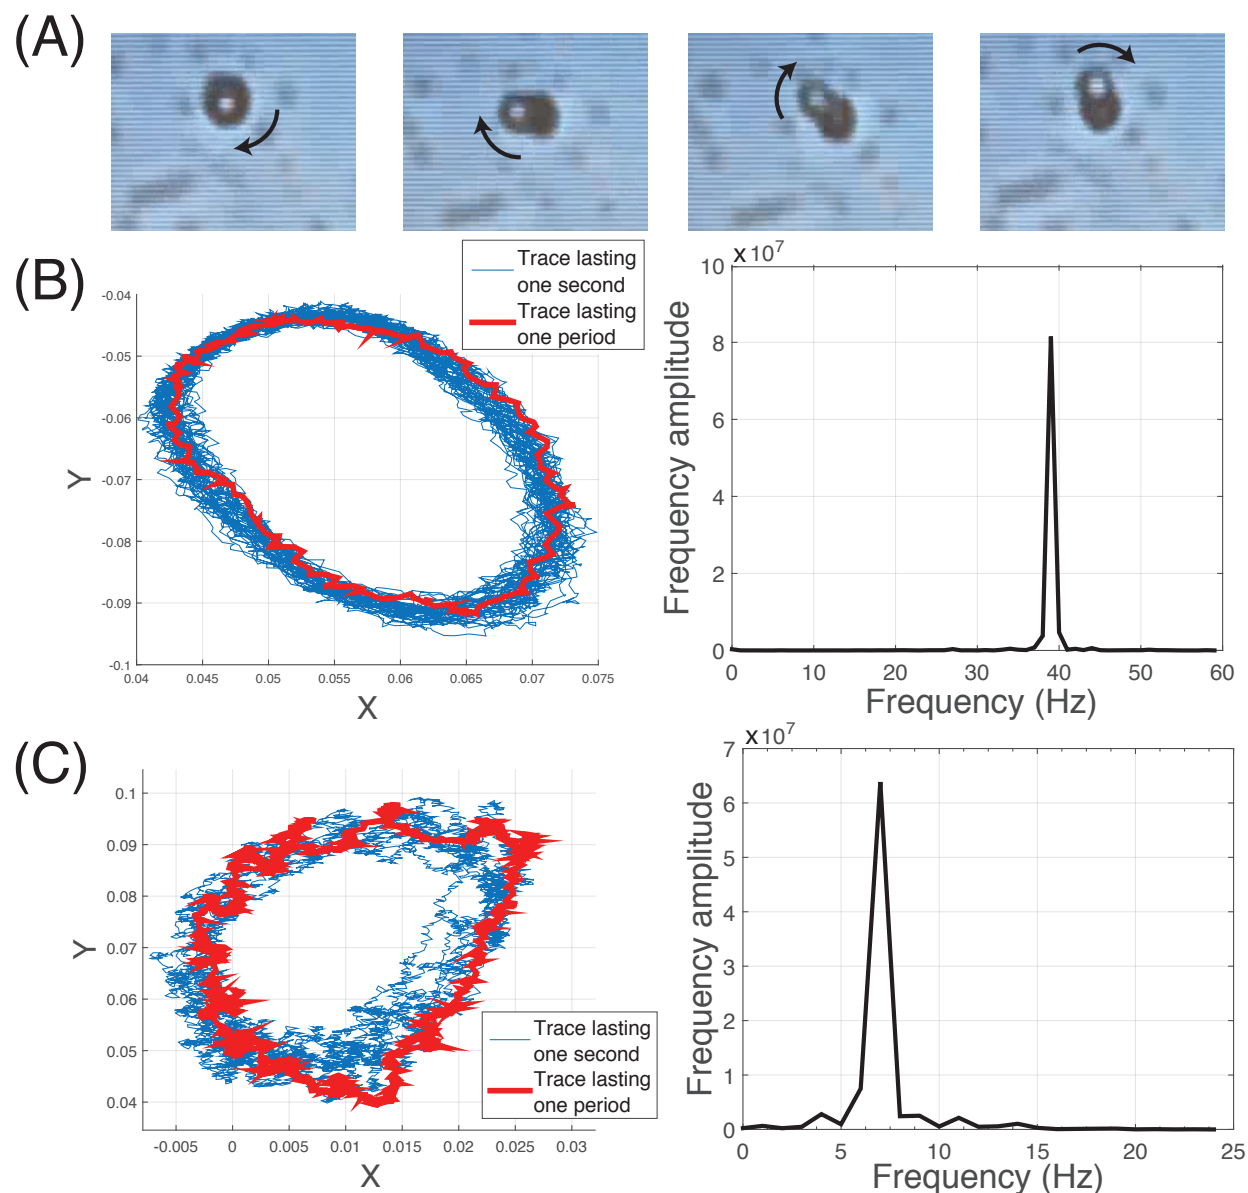 (A)
(B)
Trace lasting
one second
Trace lasting
one period
-0.04
-0.05
-0.06
-0.07
-0.08
-0.09
-0.1
Y
0.04 0.045 0.05 0.055 0.06 0.065 0.07 0.075
X
x10^7
10
8
6
4
2
0
Frequency amplitude
0 10 20 30 40 50 60
Frequency (Hz)
(C)
0.1
0.09
0.08
0.07
0.06
0.05
0.04
Y
Trace lasting
one second
Trace lasting
one period
-0.005 0 0.005 0.01 0.015 0.02 0.025 0.03
X
x10^7
7
6
5
4
3
2
1
0
Frequency amplitude
0 5 10 15 20 25
Frequency (Hz)